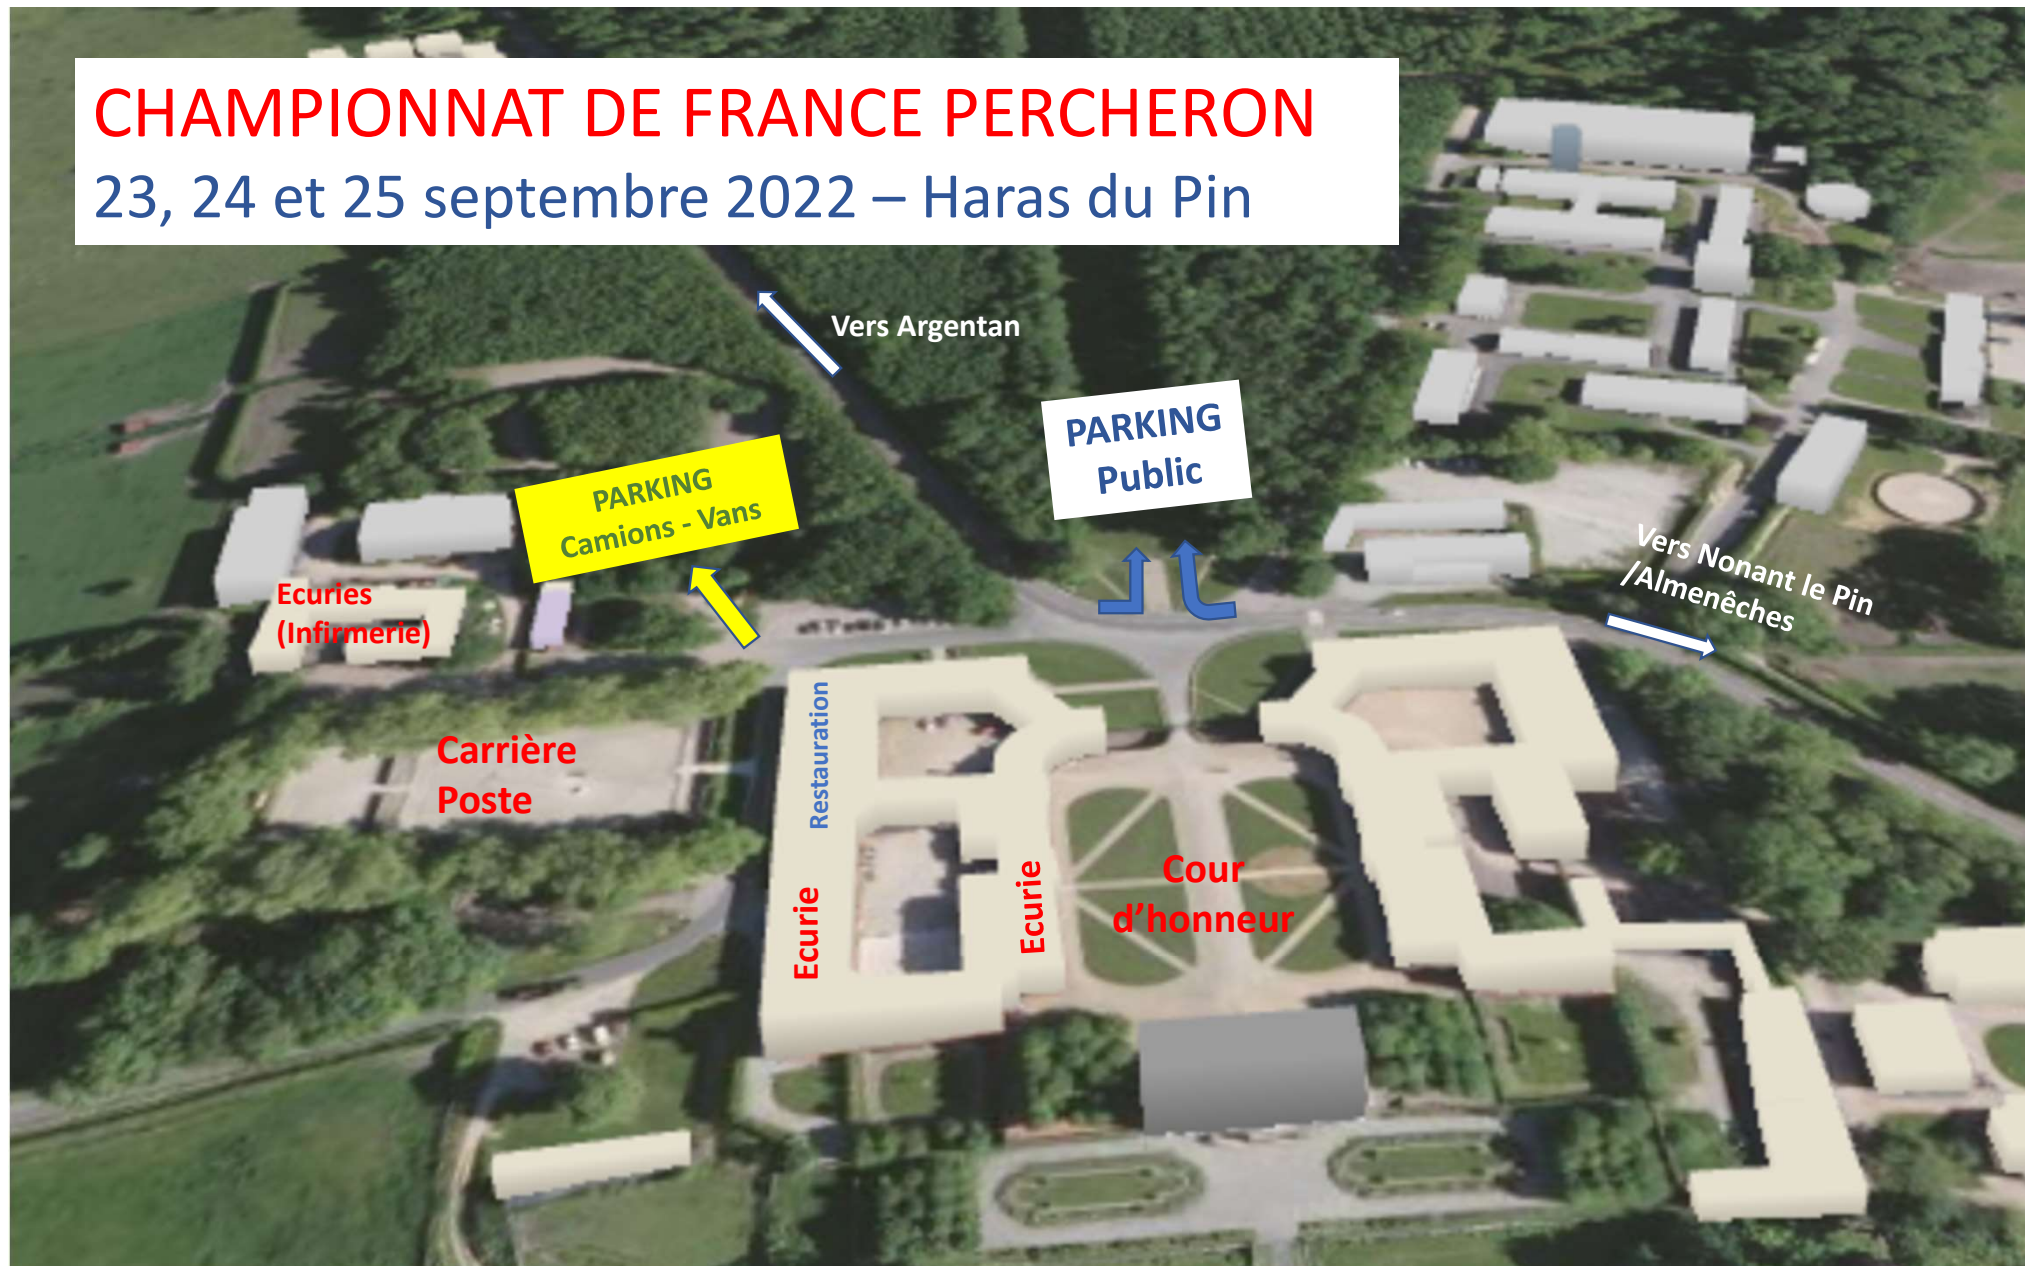 CHAMPIONNAT DE FRANCE PERCHERON
23, 24 et 25 septembre 2022 – Haras du Pin
Vers Argentan
PARKING
Public
PARKING
Camions - Vans
Vers Nonant le Pin
/Almenêches
Ecuries
(Infirmerie)
Carrière
Poste
Restauration
Ecurie
Ecurie
Cour
d’honneur